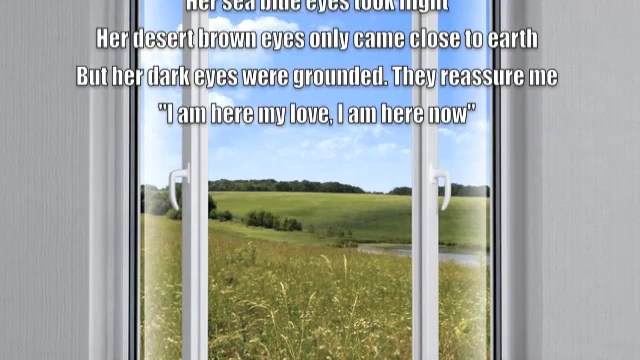 Her sea blue eyes took flight
Her desert brown eyes only came close to earth
But her dark eyes were grounded. They reassure me
"I am here my love, I am here now"